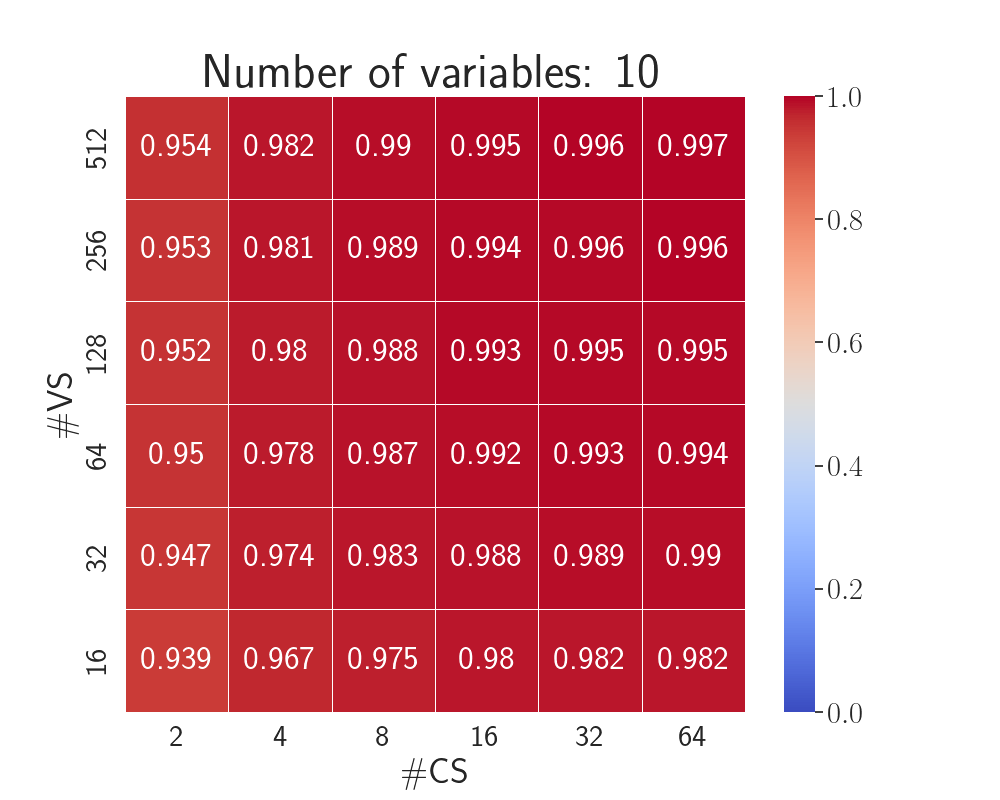 Number of variables: 10
512 0.954 0.982 0.99 0.995 0.996 0.997 1.0
256 0.953 0.981 0.989 0.994 0.996 0.996 0.8
128 0.952 0.98 0.988 0.993 0.995 0.995 0.6
64 0.95 0.978 0.987 0.992 0.993 0.994 0.4
32 0.947 0.974 0.983 0.988 0.989 0.99 0.2
16 0.939 0.967 0.975 0.98 0.982 0.982 0.0
#VS
2 4 8 16 32 64
#CS